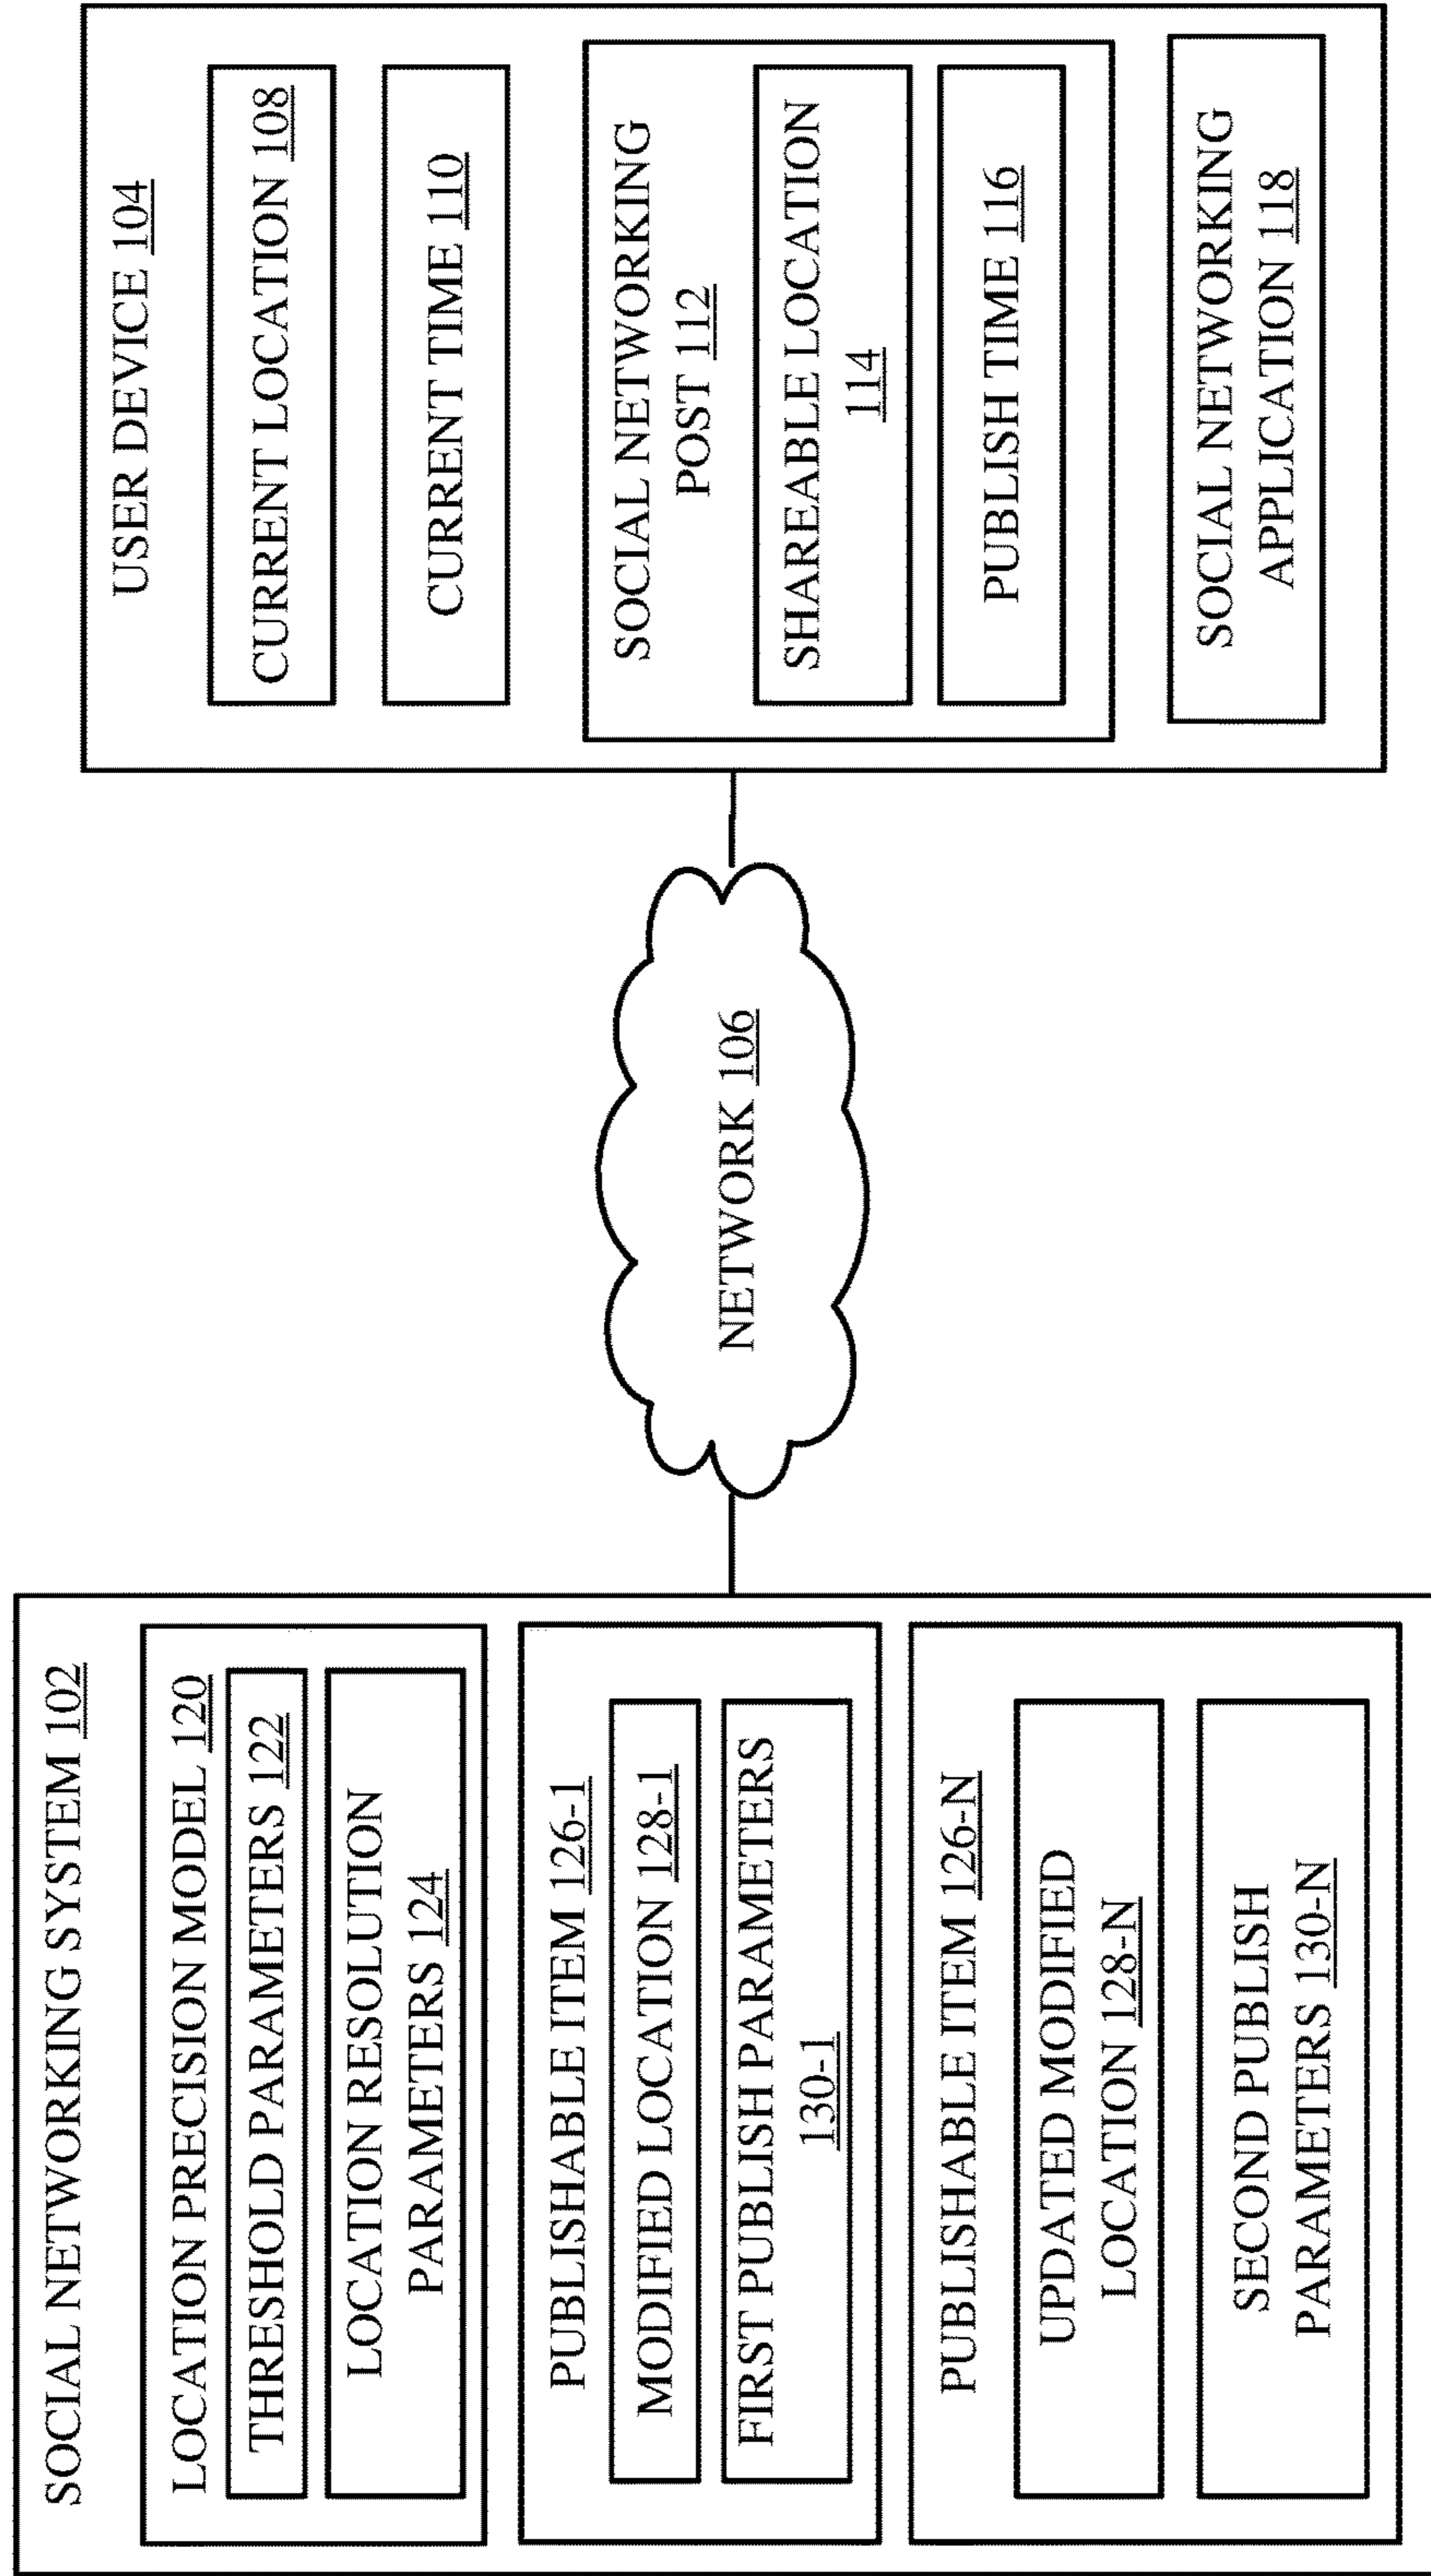 SOCIAL NETWORKING SYSTEM 102
LOCATION PRECISION MODEL 120
THRESHOLD PARAMETERS 122
LOCATION RESOLUTION
PARAMETERS 124
PUBLISHABLE ITEM 126-1
MODIFIED LOCATION 128-1
FIRST PUBLISH PARAMETERS
130-1
PUBLISHABLE ITEM 126-N
UPDATED MODIFIED
LOCATION 128-N
SECOND PUBLISH
PARAMETERS 130-N
NETWORK 106
USER DEVICE 104
CURRENT LOCATION 108
CURRENT TIME 110
SOCIAL NETWORKING
POST 112
SHAREABLE LOCATION
114
PUBLISH TIME 116
SOCIAL NETWORKING
APPLICATION 118